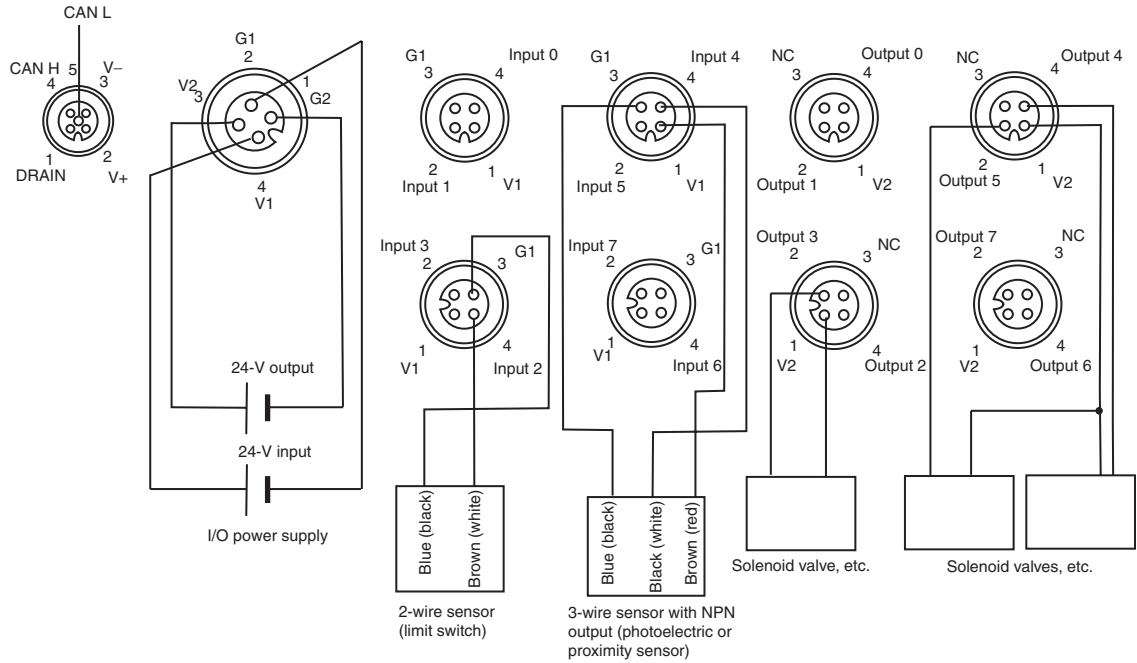 CAN L
CAN H
4
5
V–
3
1
DRAIN
2
V+
G1
2
1
G2
V2
3
4
V1
24-V output
24-V input
I/O power supply
G1
3
Input 0
4
2
Input 1
1
V1
Input 3
2
3
G1
1
V1
4
Input 2
Blue (black)
Brown (white)
2-wire sensor
(limit switch)
G1
3
Input 4
4
2
Input 5
1
V1
Input 7
2
3
G1
1
V1
4
Input 6
Blue (black)
Black (white)
Brown (red)
3-wire sensor with NPN
output (photoelectric or
proximity sensor)
NC
3
Output 0
4
2
Output 1
1
V2
Output 3
2
NC
3
1
V2
4
Output 2
Solenoid valve, etc.
NC
3
Output 4
4
2
Output 5
1
V2
Output 7
2
NC
3
1
V2
4
Output 6
Solenoid valves, etc.